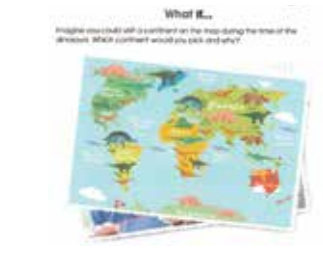 What if...
Imagine you could visit a continent on the map during the time of the
dinosaurs. Which continent would you pick and why?